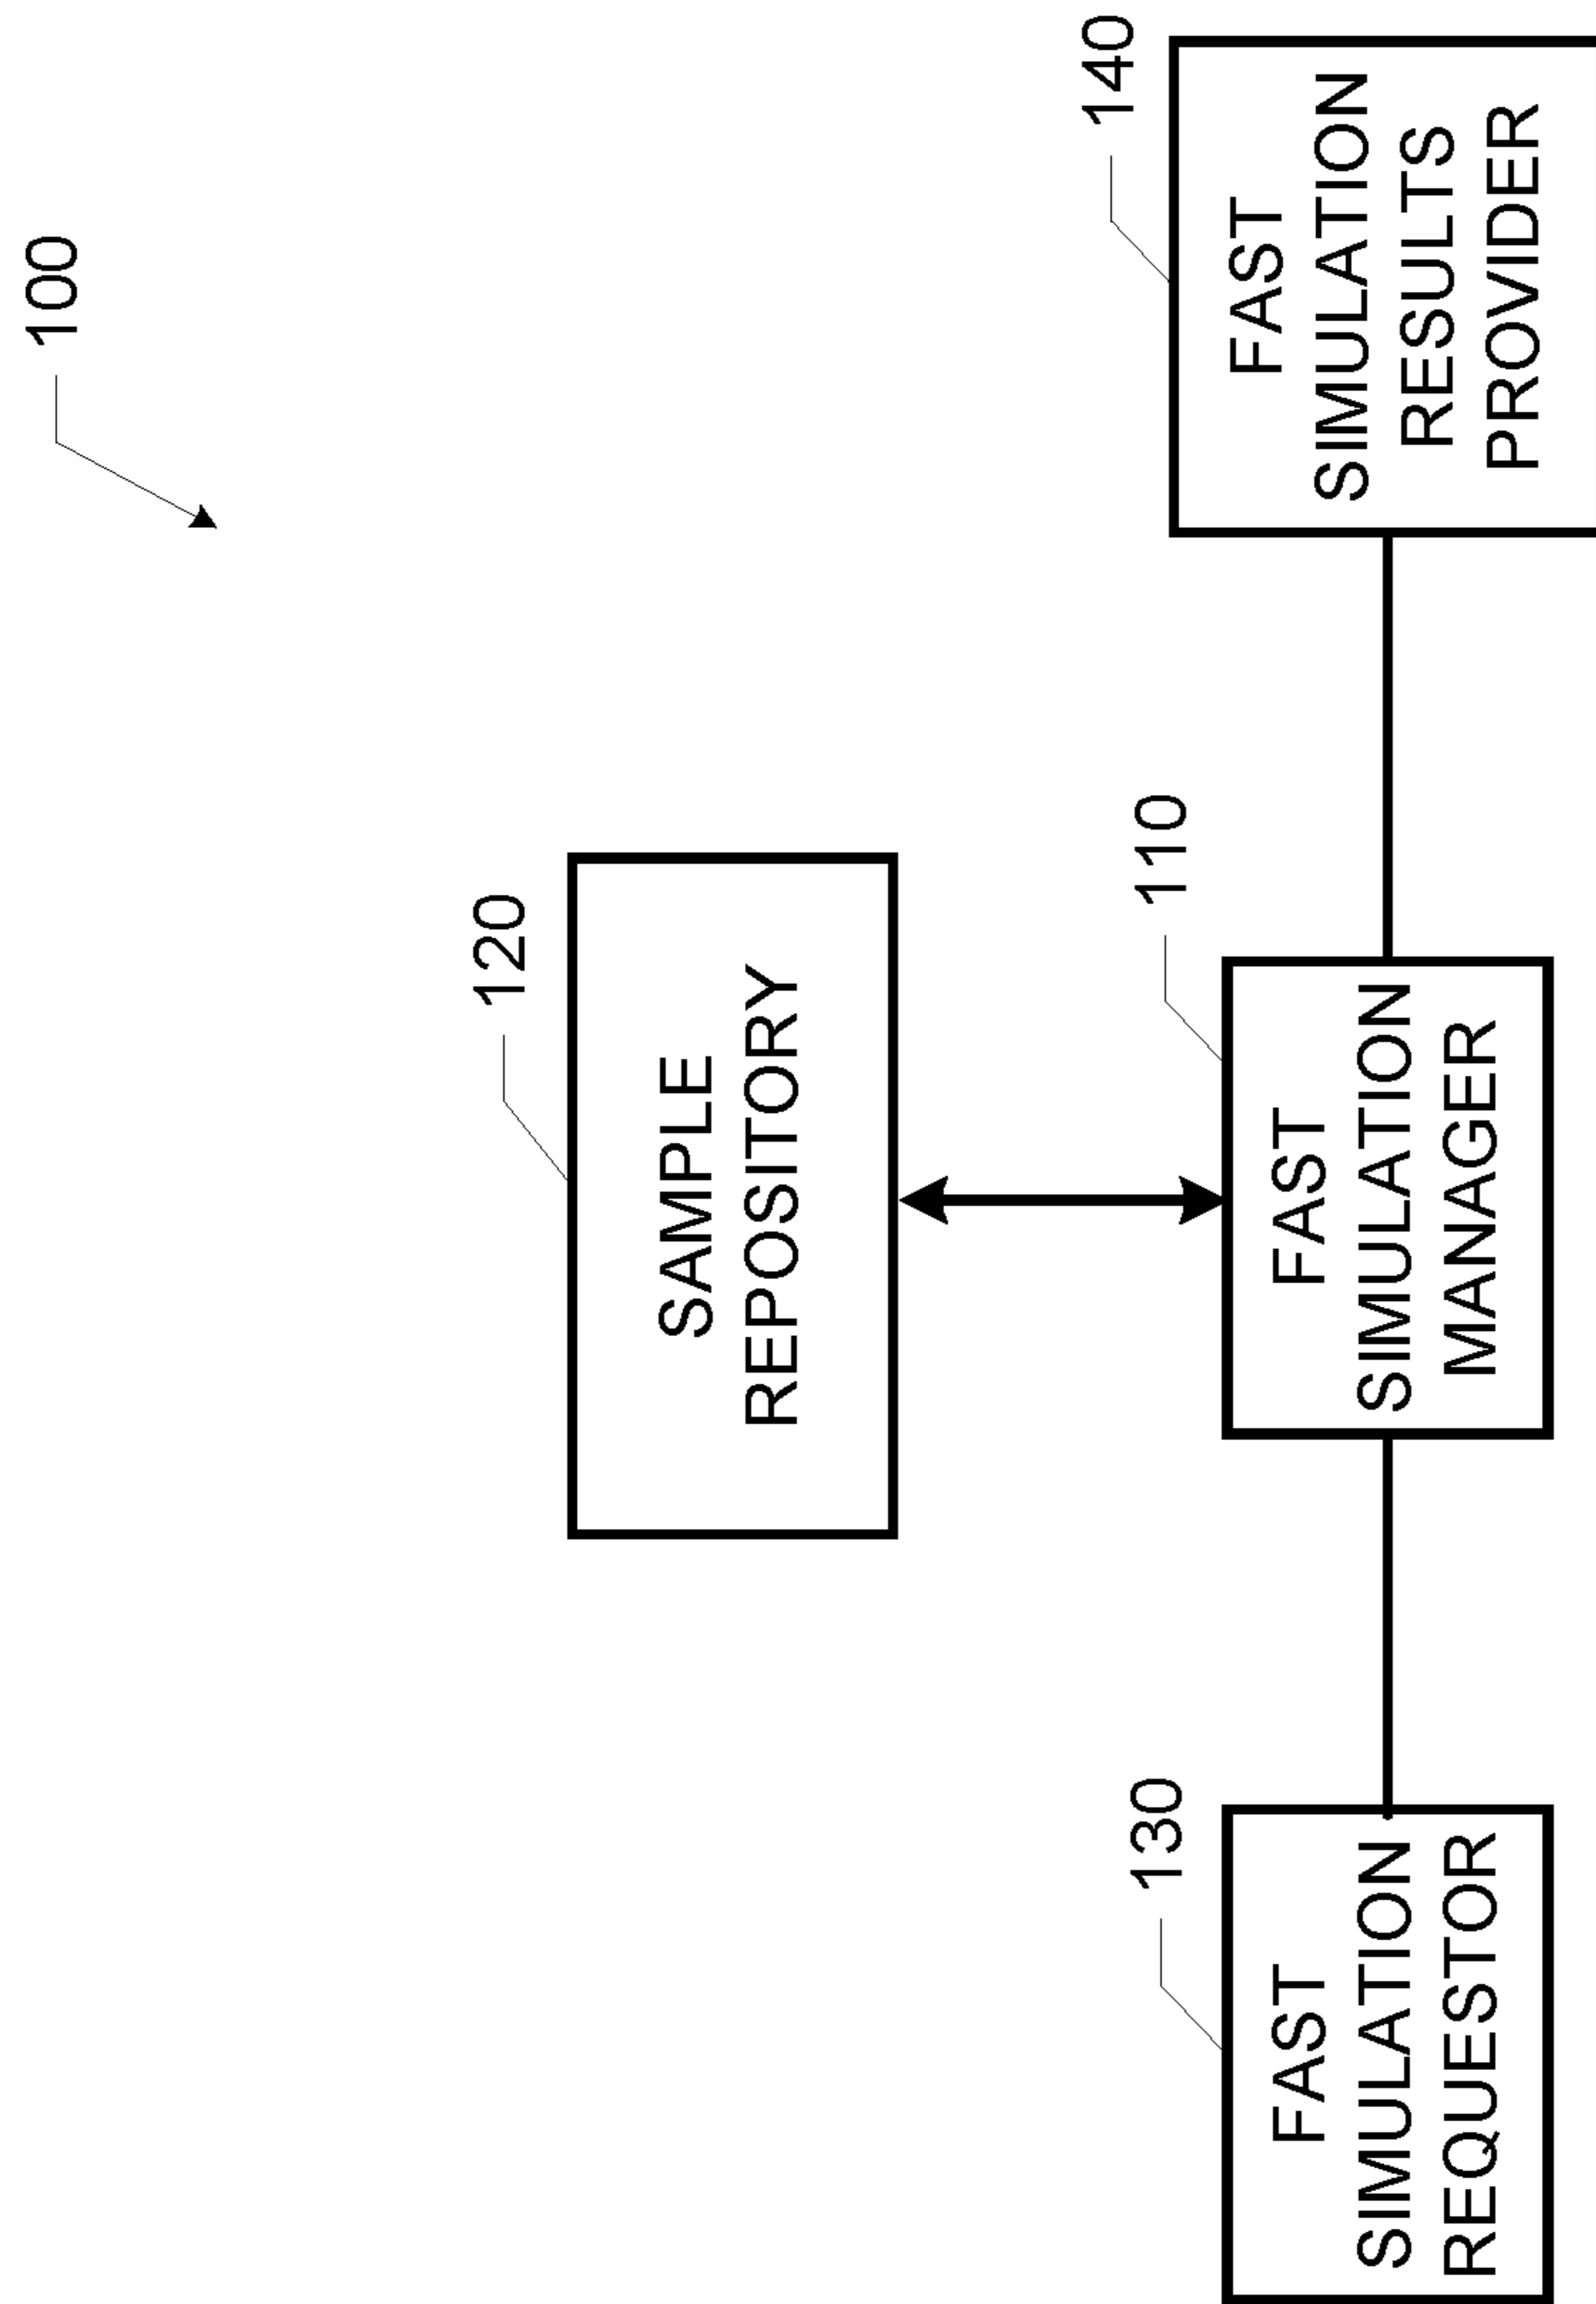 100
120
SAMPLE
REPOSITORY
130
FAST
SIMULATION
REQUESTOR
110
FAST
SIMULATION
MANAGER
140
FAST
SIMULATION
RESULTS
PROVIDER